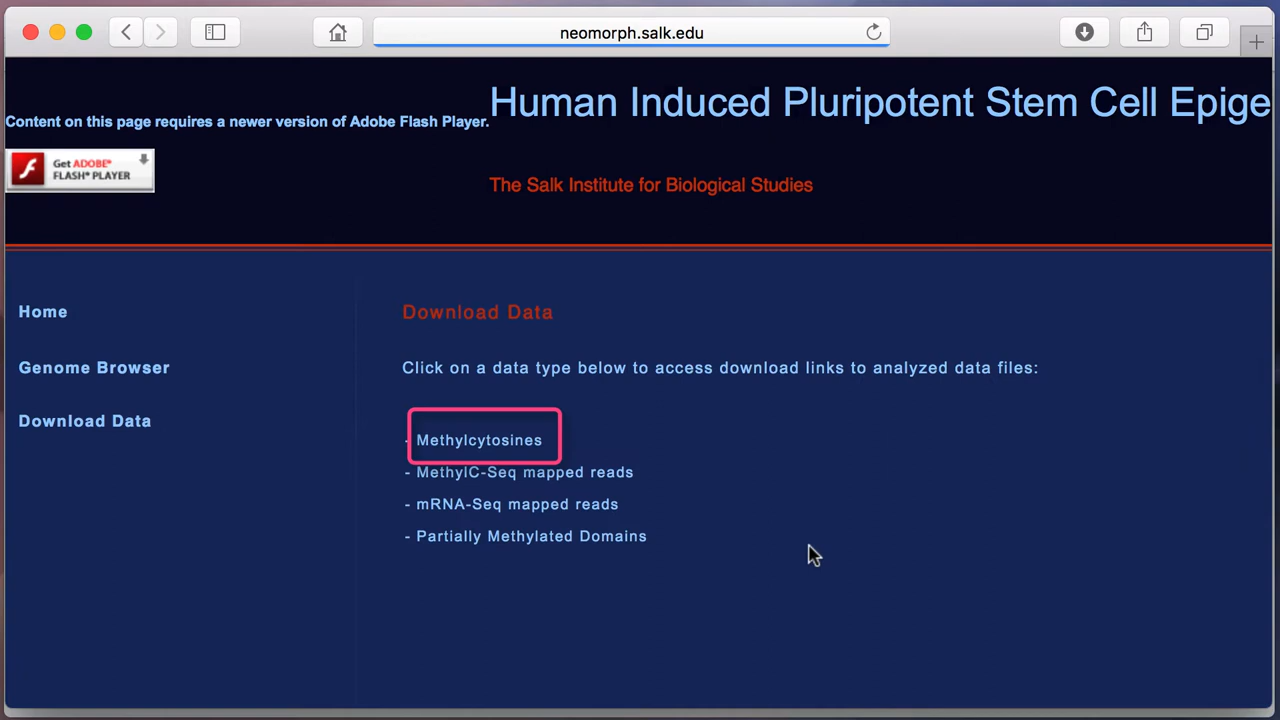 neomorph.salk.edu
Human Induced Pluripotent Stem Cell Epige
Content on this page requires a newer version of Adobe Flash Player.
Get ADOBE®
FLASH® PLAYER
The Salk Institute for Biological Studies
Home
Genome Browser
Download Data
Download Data
Click on a data type below to access download links to analyzed data files:
- Methylcytosines
- MethylC-Seq mapped reads
- mRNA-Seq mapped reads
- Partially Methylated Domains